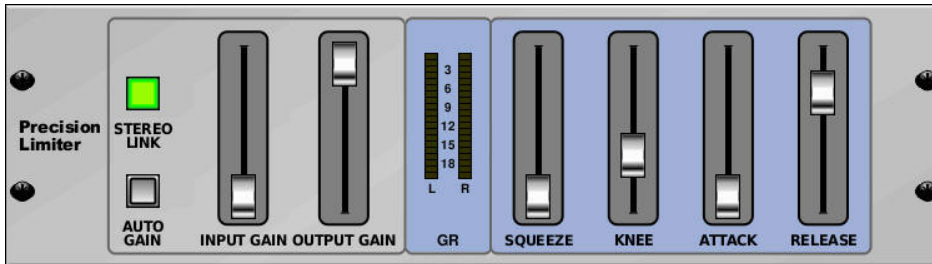 Precision
Limiter
STEREO
LINK
AUTO
GAIN
INPUT GAIN
OUTPUT GAIN
3
6
9
12
15
18
L
R
GR
SQUEEZE
KNEE
ATTACK
RELEASE